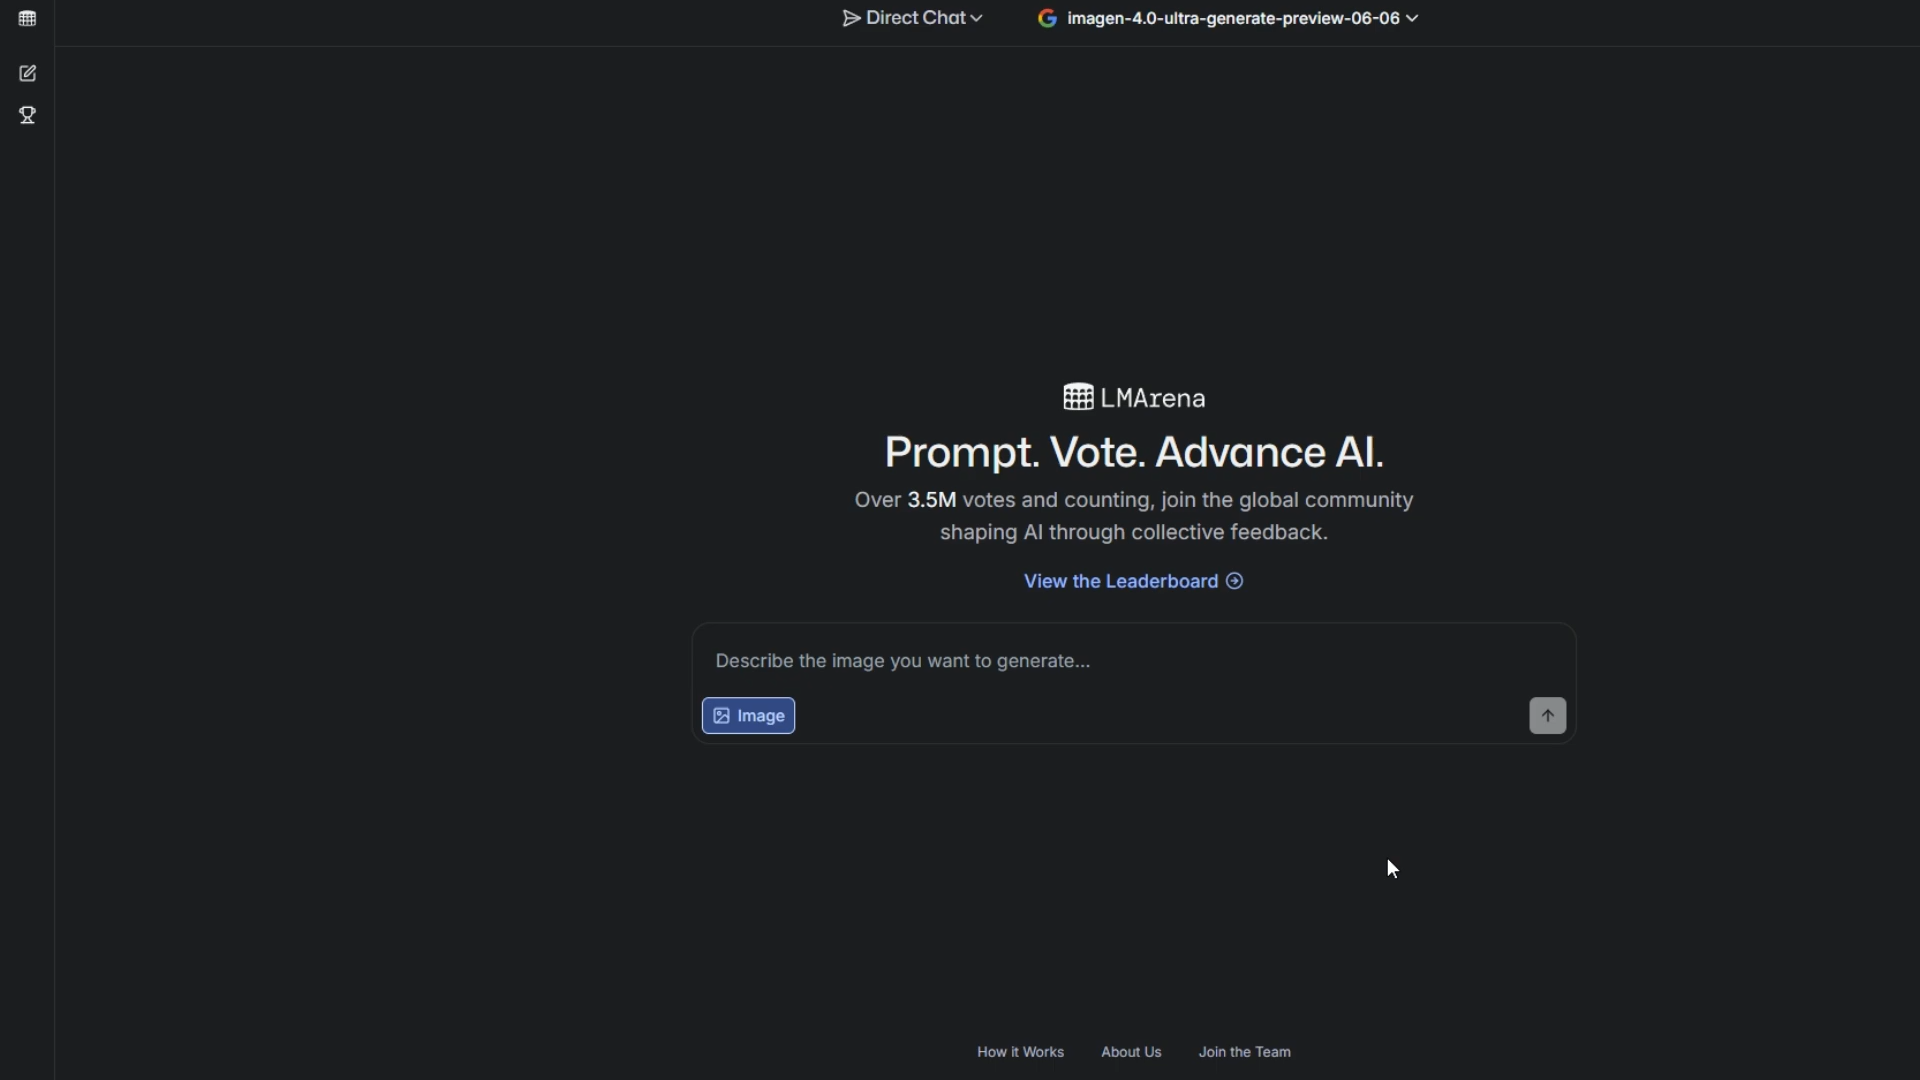 Direct Chat
imagen-4.0-ultra-generate-preview-06-06
LMArena
Prompt. Vote. Advance AI.
Over 3.5M votes and counting, join the global community
shaping AI through collective feedback.
View the Leaderboard
Describe the image you want to generate...
Image
How it Works
About Us
Join the Team